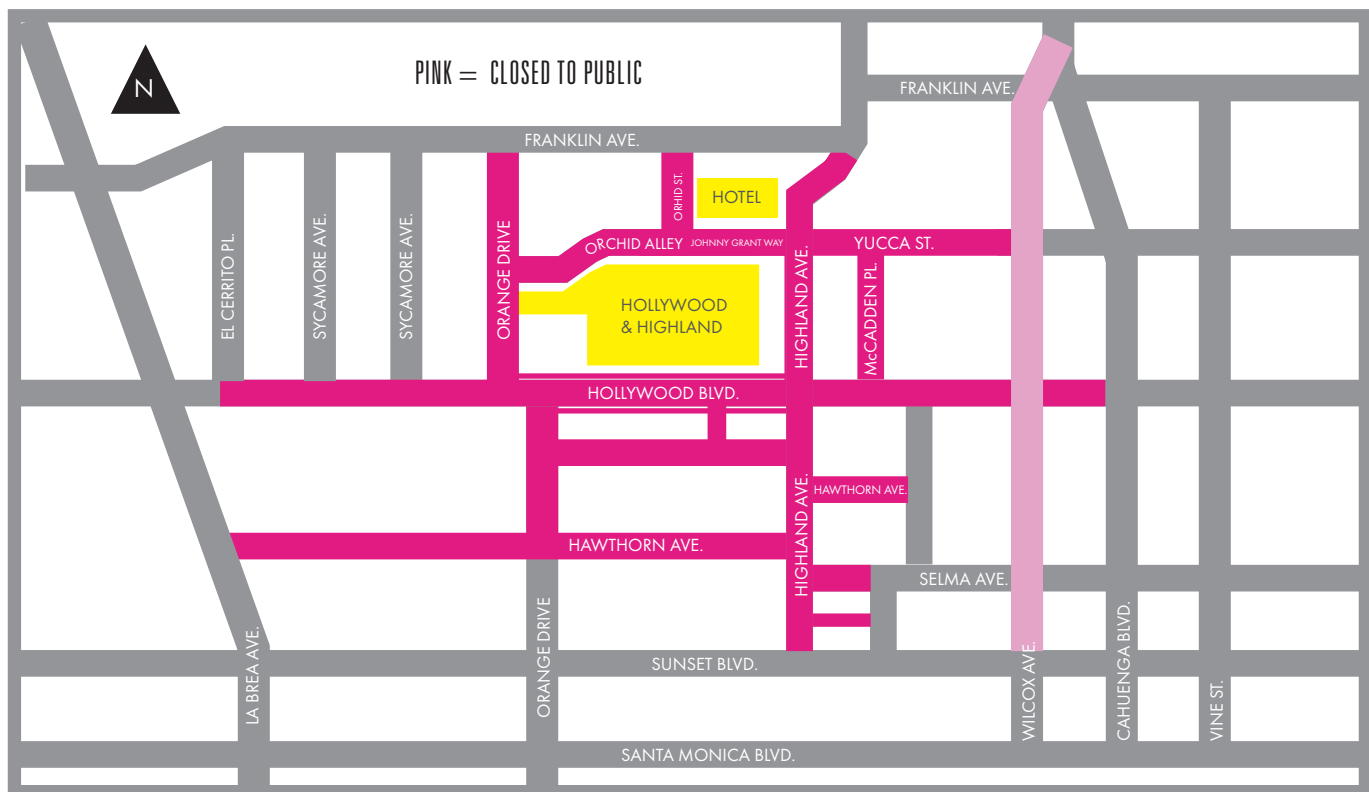 N
PINK = CLOSED TO PUBLIC
FRANKLIN AVE.
FRANKLIN AVE.
EL CERRITO PL.
SYCAMORE AVE.
SYCAMORE AVE.
ORANGE DRIVE
ORHID ST.
HOTEL
ORCHID ALLEY
JOHNNY GRANT WAY
HIGHLAND AVE.
YUCCA ST.
McCADDEN PL.
HOLLYWOOD
& HIGHLAND
HOLLYWOOD BLVD.
HAWTHORN AVE.
HIGHLAND AVE.
HAWTHORN AVE.
SELMA AVE.
LA BREA AVE.
ORANGE DRIVE
SUNSET BLVD.
WILCOX AVE.
CAHUENGA BLVD.
VINE ST.
SANTA MONICA BLVD.